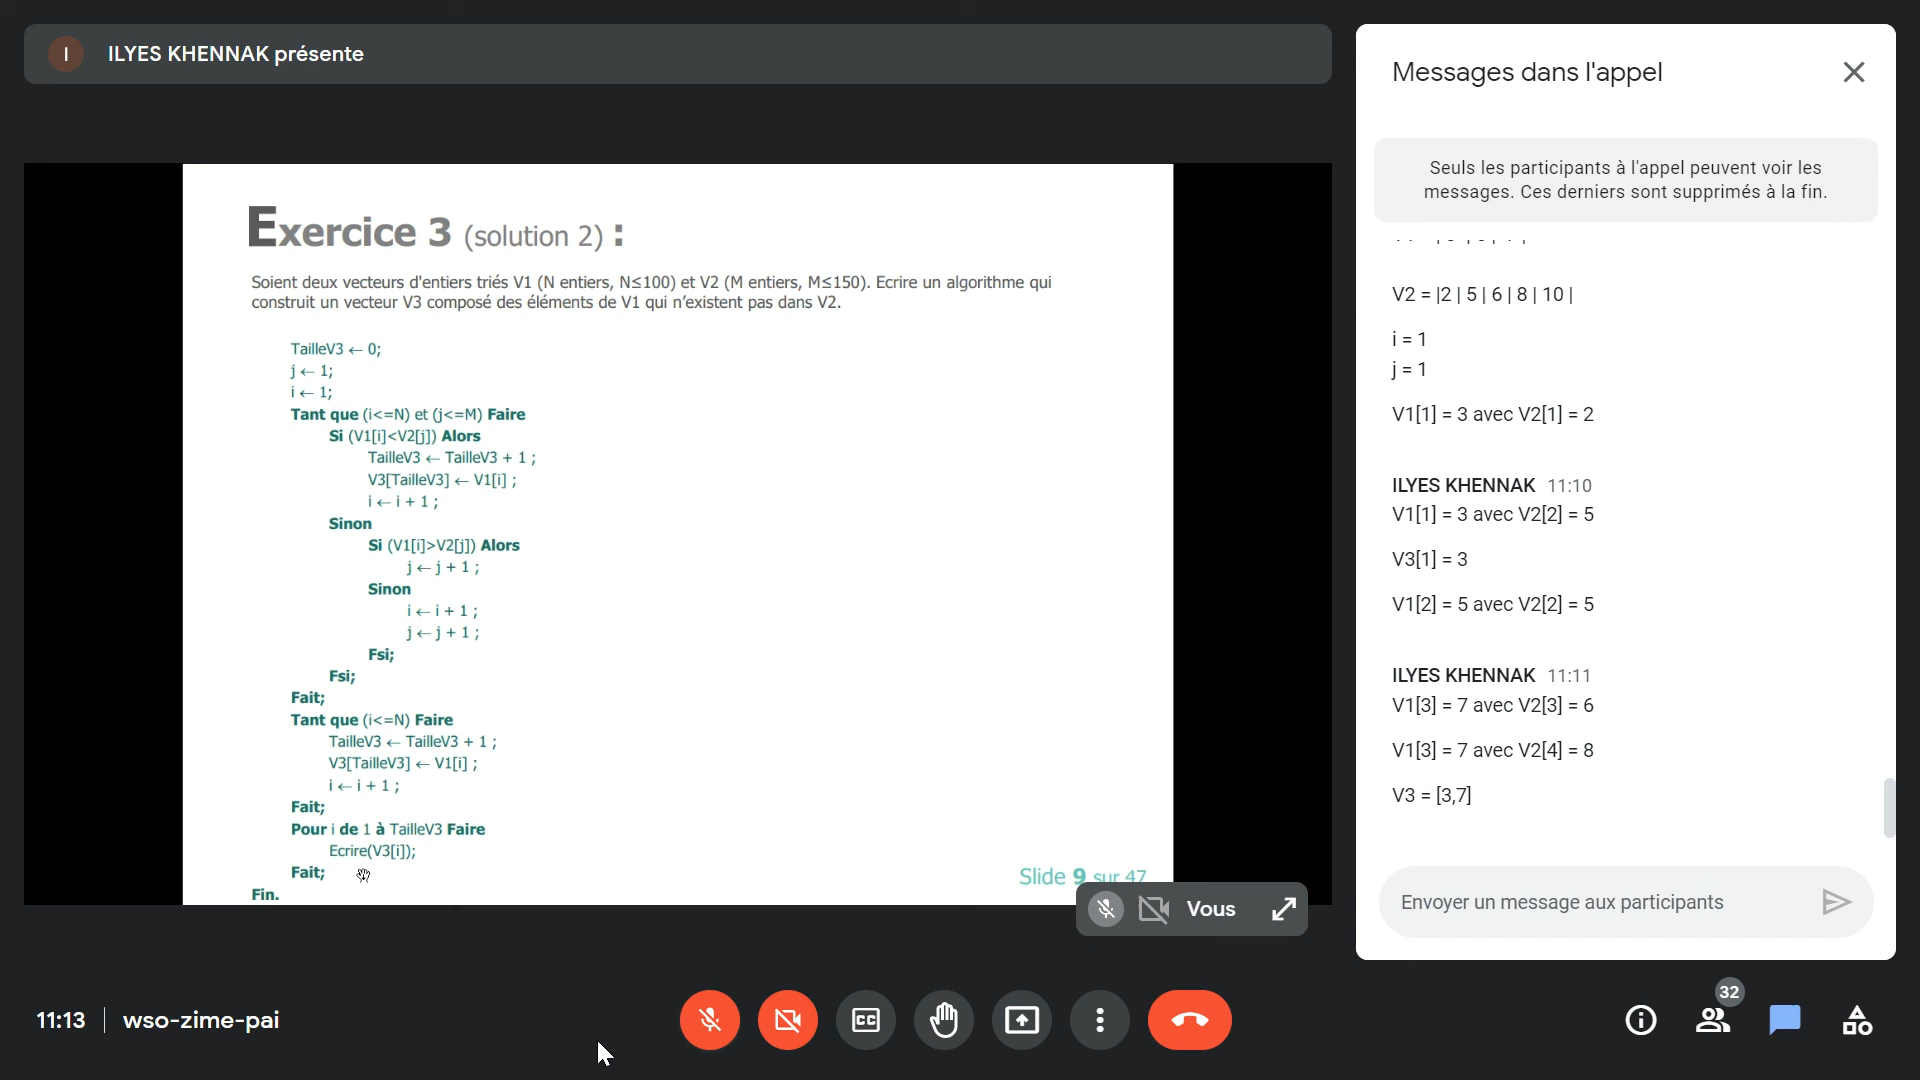 I ILYES KHENNAK présente
Exercice 3 (solution 2) :
Soient deux vecteurs d'entiers triés V1 (N entiers, N≤100) et V2 (M entiers, M≤150). Ecrire un algorithme qui
construit un vecteur V3 composé des éléments de V1 qui n'existent pas dans V2.
TailleV3 ← 0;
j ← 1;
i ← 1;
Tant que (i<=N) et (j<=M) Faire
Si (V1[i]<V2[j]) Alors
TailleV3 ← TailleV3 + 1 ;
V3[TailleV3] ← V1[i] ;
i ← i + 1 ;
Sinon
Si (V1[i]>V2[j]) Alors
j ← j + 1 ;
Sinon
i ← i + 1 ;
j ← j + 1 ;
Fsi;
Fsi;
Fait;
Tant que (i<=N) Faire
TailleV3 ← TailleV3 + 1 ;
V3[TailleV3] ← V1[i] ;
i ← i + 1 ;
Fait;
Pour i de 1 à TailleV3 Faire
Ecrire(V3[i]);
Fait;
Fin.
Slide 9 sur 47
Vous
Messages dans l'appel
Seuls les participants à l'appel peuvent voir les
messages. Ces derniers sont supprimés à la fin.
V2 = |2 | 5 | 6 | 8 | 10 |
i = 1
j = 1
V1[1] = 3 avec V2[1] = 2
ILYES KHENNAK 11:10
V1[1] = 3 avec V2[2] = 5
V3[1] = 3
V1[2] = 5 avec V2[2] = 5
ILYES KHENNAK 11:11
V1[3] = 7 avec V2[3] = 6
V1[3] = 7 avec V2[4] = 8
V3 = [3,7]
Envoyer un message aux participants
11:13 | wso-zime-pai
CC
32